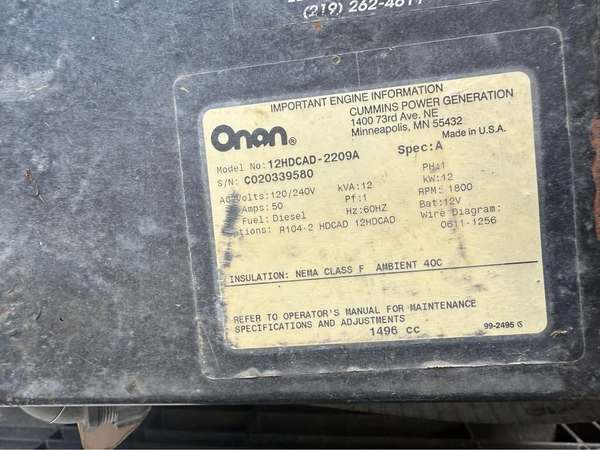 (219) 262-4611
IMPORTANT ENGINE INFORMATION
Onan®
CUMMINS POWER GENERATION
1400 73rd Ave. NE
Minneapolis, MN 55432
Made in U.S.A.
Model No: 12HDCAD-2209A Spec: A
S/N: C020339580 PH: 1
AC Volts: 120/240V kVA: 12 kW: 12
Amps: 50 Pf: 1 RPM: 1800
Fuel: Diesel Hz: 60HZ Bat: 12V
ptions: R104-2 HDCAD 12HDCAD Wire Diagram:
0611-1256
INSULATION: NEMA CLASS F AMBIENT 40C
REFER TO OPERATOR'S MANUAL FOR MAINTENANCE
SPECIFICATIONS AND ADJUSTMENTS
1496 cc 99-2495 G